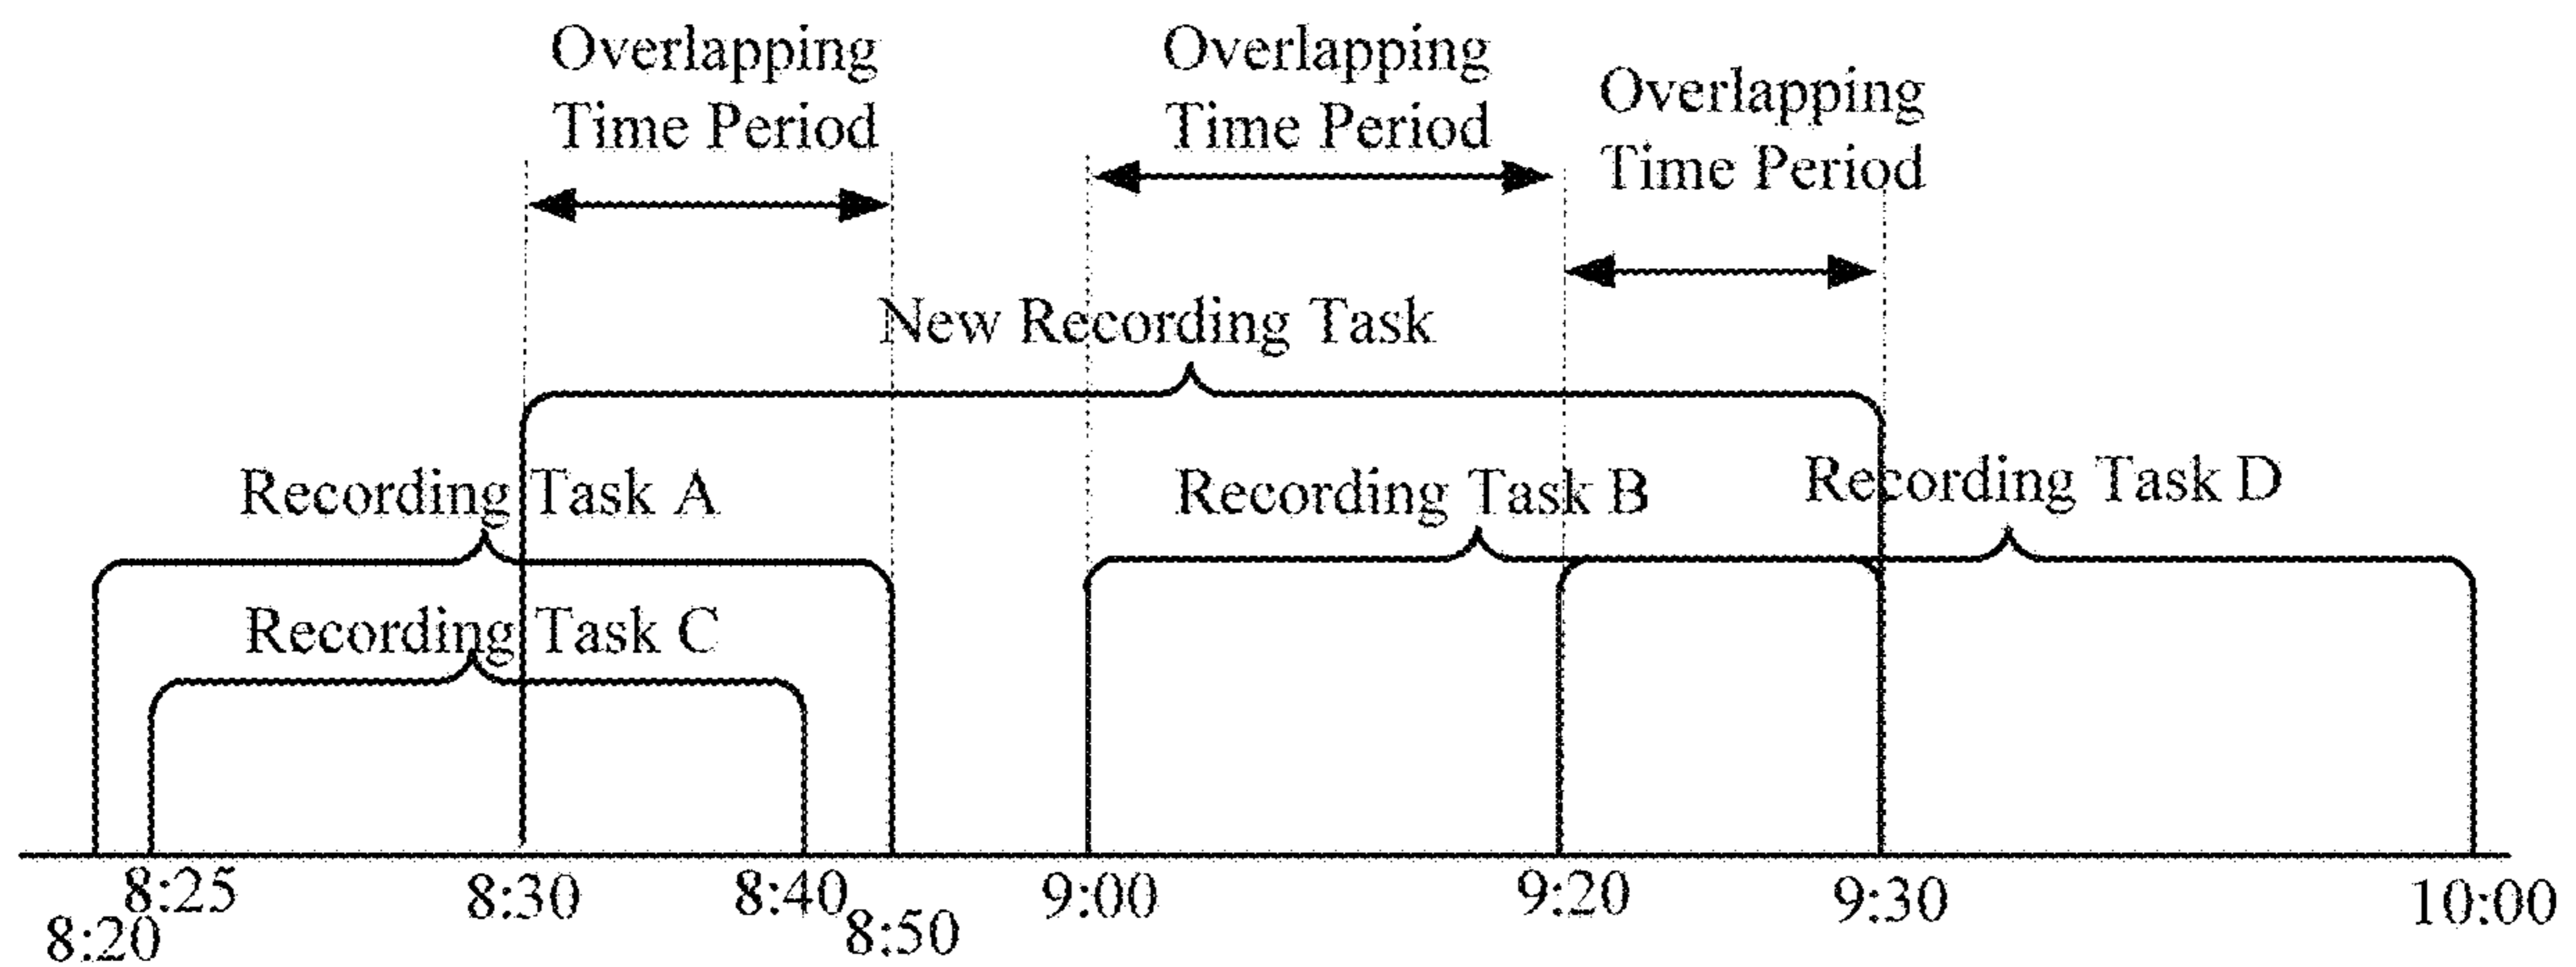 Overlapping
Time Period
Overlapping
Time Period
Overlapping
Time Period
New Recording Task
Recording Task A
Recording Task B
Recording Task D
Recording Task C
8:20
8:25
8:30
8:40
8:50
9:00
9:20
9:30
10:00